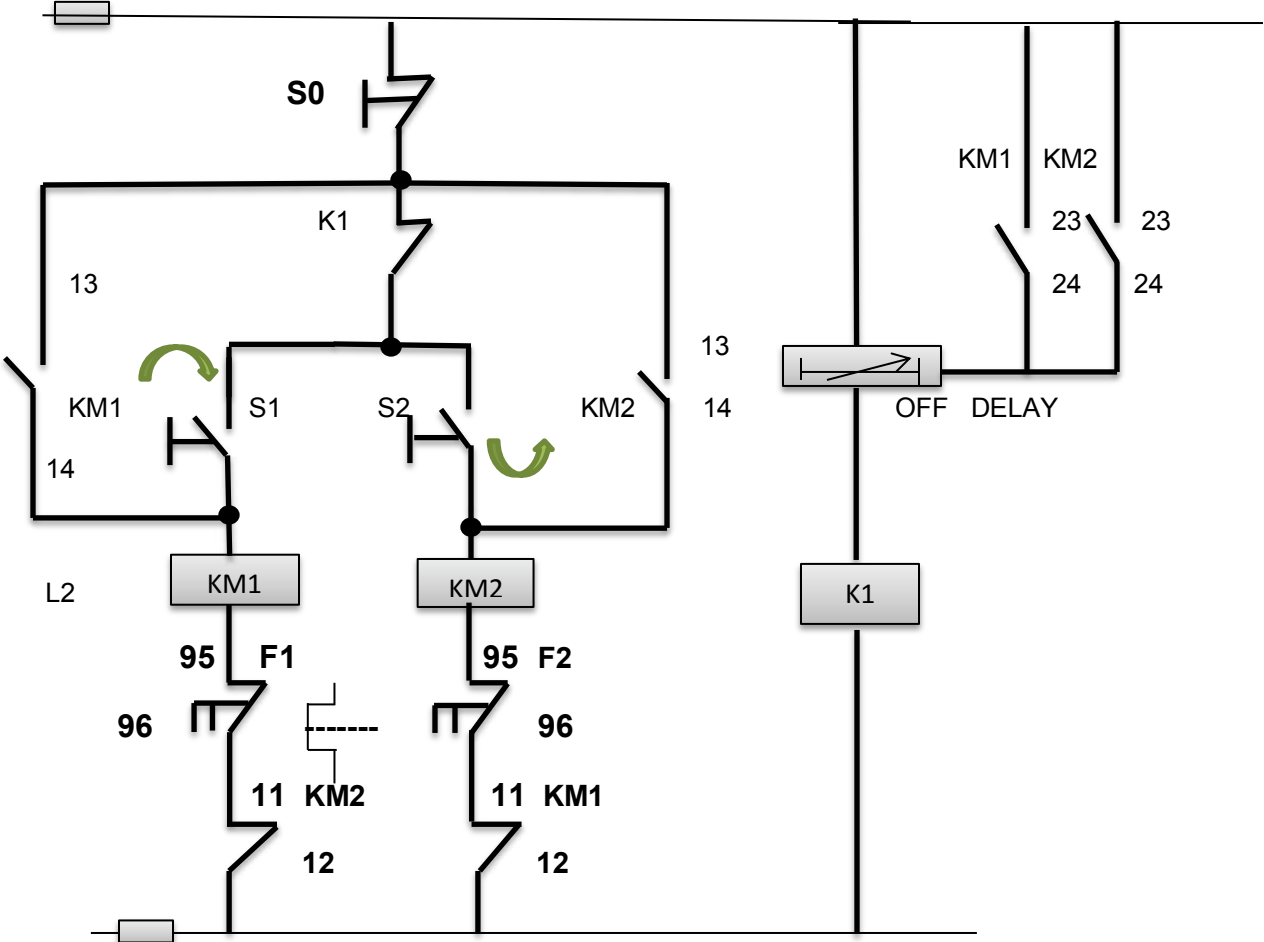 S0
KM1 KM2
K1
23 23
13
24 24
13
KM1 S1 S2 KM2 14
OFF DELAY
14
L2
KM1
KM2
K1
95 F1
95 F2
96
96
11 KM2
11 KM1
12
12